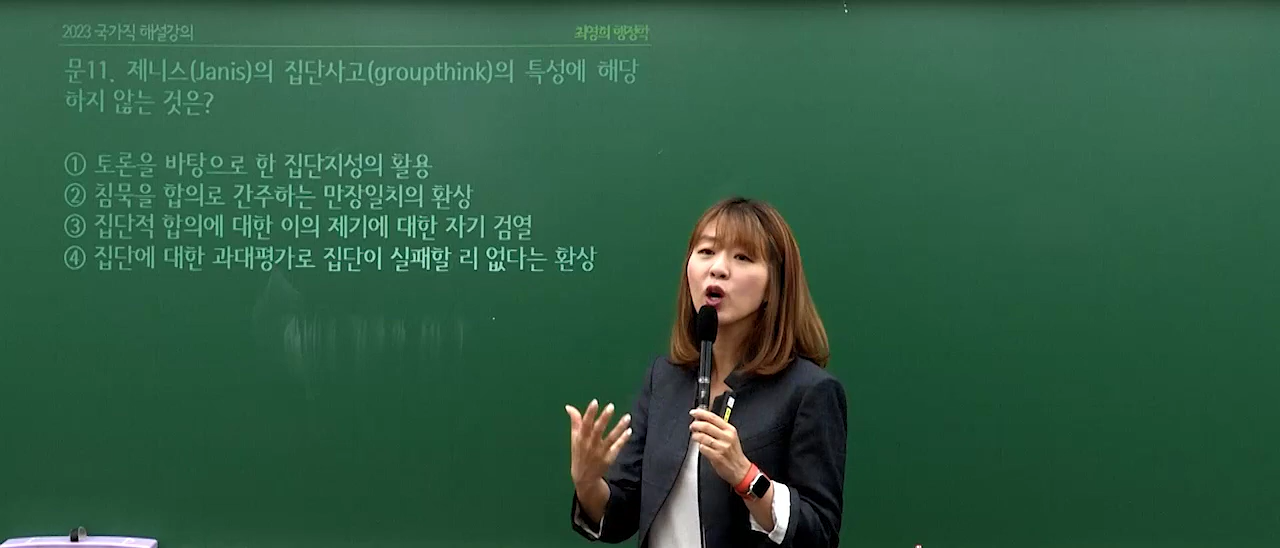 2023 국가직 해설강의
최영희 행정학
문11. 제니스(Janis)의 집단사고(groupthink)의 특성에 해당
하지 않는 것은?
① 토론을 바탕으로 한 집단지성의 활용
② 침묵을 합의로 간주하는 만장일치의 환상
③ 집단적 합의에 대한 이의 제기에 대한 자기 검열
④ 집단에 대한 과대평가로 집단이 실패할 리 없다는 환상